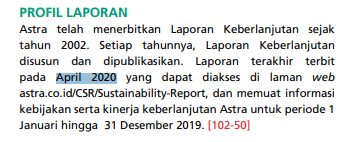 PROFIL LAPORAN
Astra telah menerbitkan Laporan Keberlanjutan sejak
tahun 2002. Setiap tahunnya, Laporan Keberlanjutan
disusun dan dipublikasikan. Laporan terakhir terbit
pada April 2020 yang dapat diakses di laman web
astra.co.id/CSR/Sustainability-Report, dan memuat informasi
kebijakan serta kinerja keberlanjutan Astra untuk periode 1
Januari hingga 31 Desember 2019. [102-50]